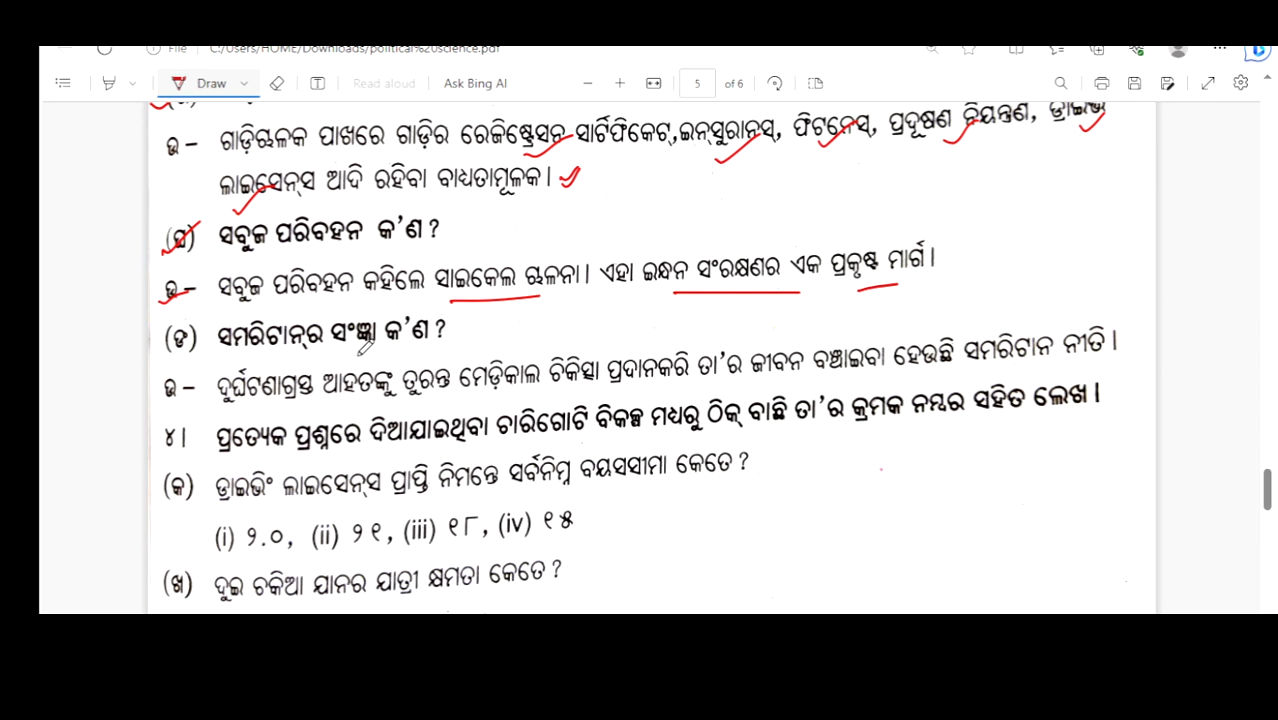 File C:/Users/HOME/Downloads/political%20science.pdf
Draw Read aloud Ask Bing AI 5 of 6
ଉ – ଗାଡ଼ିଚାଳକ ପାଖରେ ଗାଡ଼ିର ରେଜିଷ୍ଟ୍ରେସନ ସାର୍ଟିଫିକେଟ୍,ଇନ୍‌ସୁରାନସ୍, ଫିଟନେସ୍, ପ୍ରଦୂଷଣ ନିୟନ୍ତ୍ରଣ, ଡ୍ରାଇଭିଙ୍ଗ
ଲାଇସେନ୍‌ସ ଆଦି ରହିବା ବାଧ୍ୟତାମୂଳକ।
(ଘ) ସବୁଜ ପରିବହନ କ'ଣ ?
ଉ – ସବୁଜ ପରିବହନ କହିଲେ ସାଇକେଲ ଚାଳନା। ଏହା ଇନ୍ଧନ ସଂରକ୍ଷଣର ଏକ ପ୍ରକୃଷ୍ଟ ମାର୍ଗ।
(ଙ) ସମରିଟାନ୍‌ର ସଂଜ୍ଞା କ'ଣ ?
ଉ – ଦୁର୍ଘଟଣାଗ୍ରସ୍ତ ଆହତଙ୍କୁ ତୁରନ୍ତ ମେଡ଼ିକାଲ ଚିକିତ୍ସା ପ୍ରଦାନକରି ତା'ର ଜୀବନ ବଞ୍ଚାଇବା ହେଉଛି ସମରିଟାନ ନୀତି।
୪। ପ୍ରତ୍ୟେକ ପ୍ରଶ୍ନରେ ଦିଆଯାଇଥିବା ଚାରିଗୋଟି ବିକଳ୍ପ ମଧ୍ୟରୁ ଠିକ୍ ବାଛି ତା'ର କ୍ରମିକ ନମ୍ବର ସହିତ ଲେଖ।
(କ) ଡ୍ରାଇଭିଂ ଲାଇସେନ୍‌ସ ପ୍ରାପ୍ତି ନିମନ୍ତେ ସର୍ବନିମ୍ନ ବୟସସୀମା କେତେ ?
(i) ୨.୦, (ii) ୨୧, (iii) ୧୮, (iv) ୧୫
(ଖ) ଦୁଇ ଚକିଆ ଯାନର ଯାତ୍ରୀ କ୍ଷମତା କେତେ ?